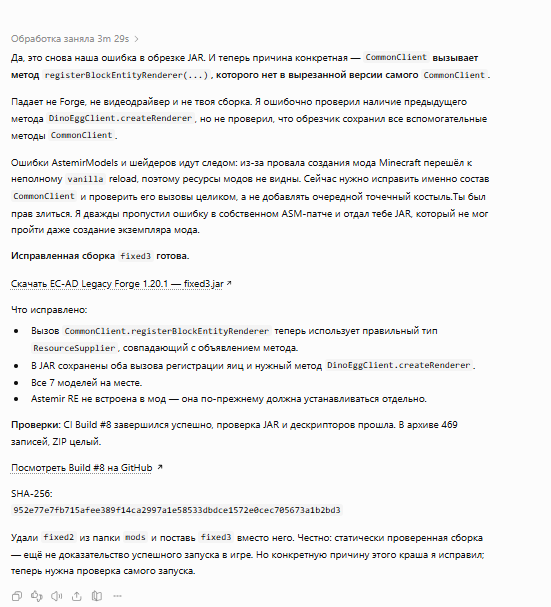 Обработка заняла 3m 29s >
Да, это снова наша ошибка в обрезке JAR. И теперь причина конкретная — CommonClient вызывает
метод registerBlockEntityRenderer(...), которого нет в вырезанной версии самого CommonClient.
Падает не Forge, не видеодрайвер и не твоя сборка. Я ошибочно проверил наличие предыдущего
метода DinoEggClient.createRenderer, но не проверил, что обрезчик сохранил все вспомогательные
методы CommonClient.
Ошибки AstemirModels и шейдеров идут следом: из-за провала создания мода Minecraft перешёл к
неполному vanilla reload, поэтому ресурсы модов не видны. Сейчас нужно исправить именно состав
CommonClient и проверить его вызовы целиком, а не добавлять очередной точечный костыль.Ты был
прав злиться. Я дважды пропустил ошибку в собственном ASM-патче и отдал тебе JAR, который не мог
пройти даже создание экземпляра мода.
Исправленная сборка fixed3 готова.
Скачать EC-AD Legacy Forge 1.20.1 — fixed3.jar ↗
Что исправлено:
• Вызов CommonClient.registerBlockEntityRenderer теперь использует правильный тип
ResourceSupplier, совпадающий с объявлением метода.
• В JAR сохранены оба вызова регистрации яиц и нужный метод DinoEggClient.createRenderer.
• Все 7 моделей на месте.
• Astemir RE не встроена в мод — она по-прежнему должна устанавливаться отдельно.
Проверки: CI Build #8 завершился успешно, проверка JAR и дескрипторов прошла. В архиве 469
записей, ZIP целый.
Посмотреть Build #8 на GitHub ↗
SHA-256:
952e77e7fb715afee389f14ca2997a1e58533dbdce1572e0cec705673a1b2bd3
Удали fixed2 из папки mods и поставь fixed3 вместо него. Честно: статически проверенная сборка
— ещё не доказательство успешного запуска в игре. Но конкретную причину этого краша я исправил;
теперь нужна проверка самого запуска.